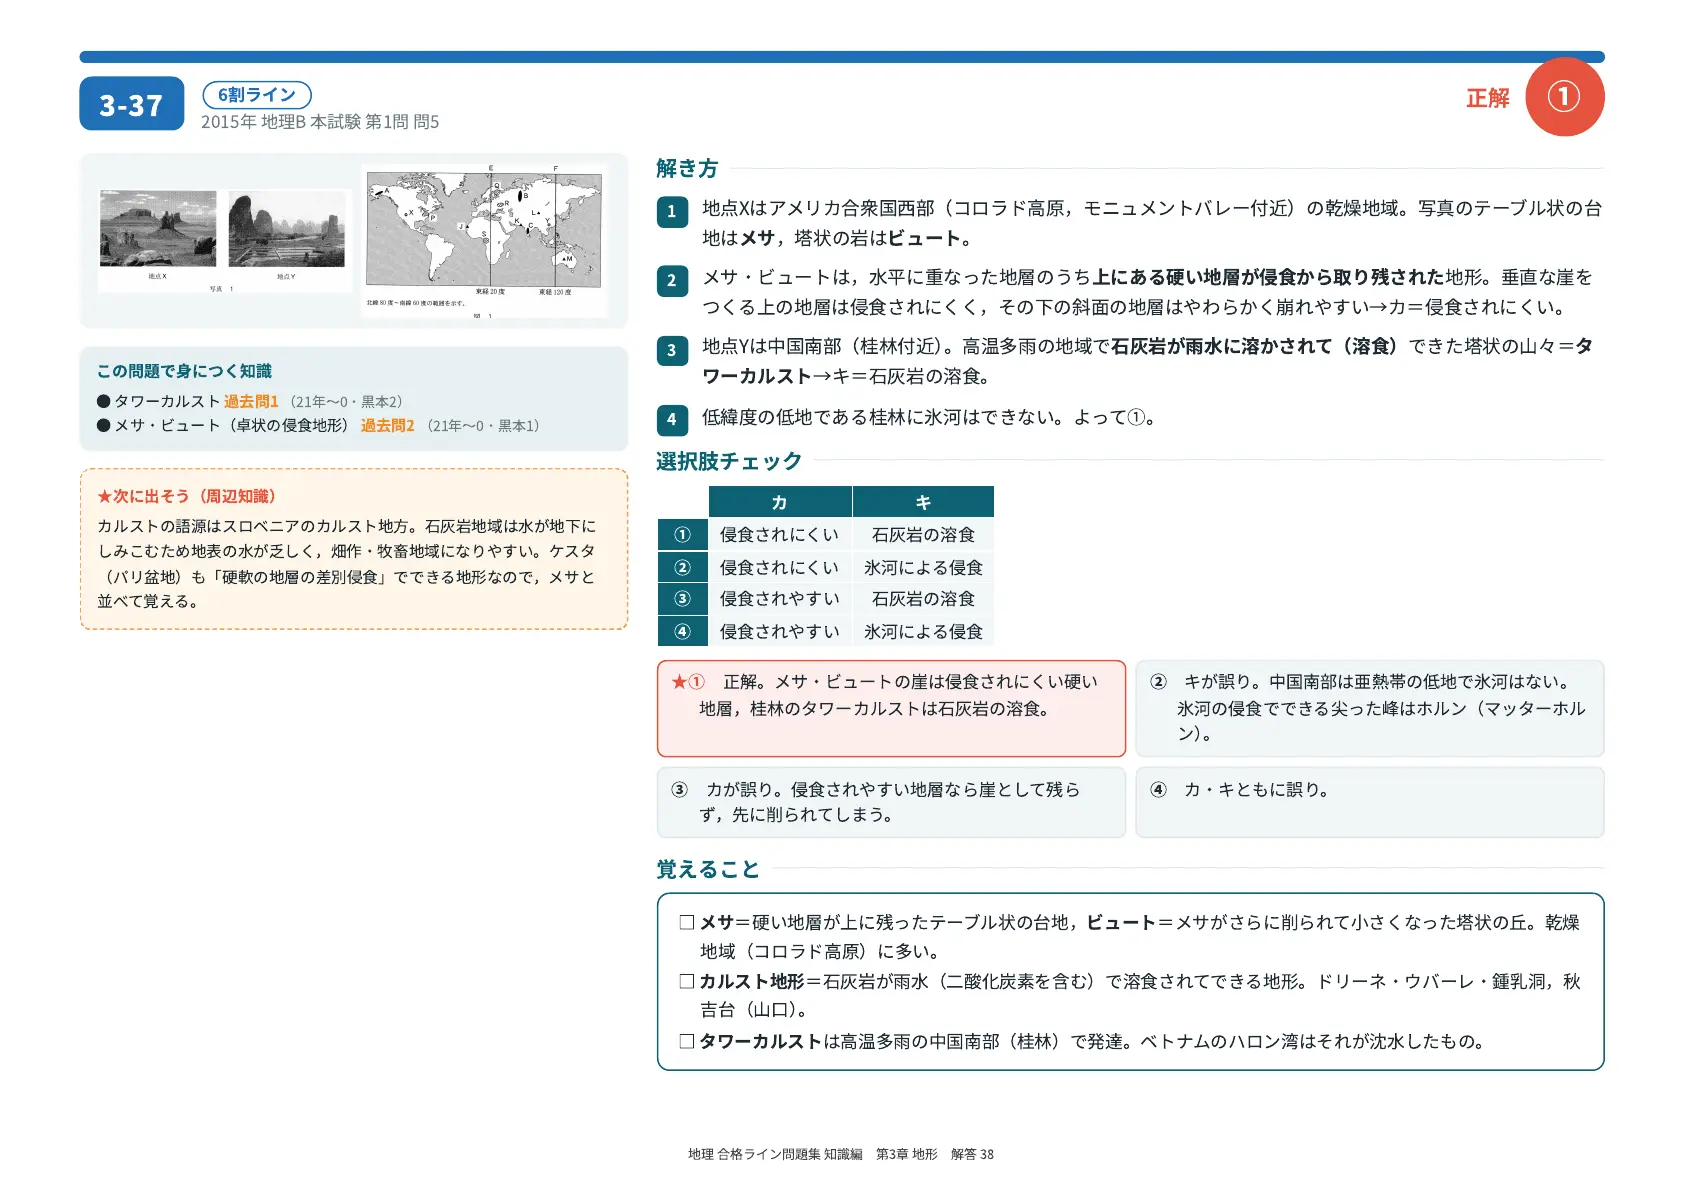 3-37
6割ライン
2015年 地理B 本試験 第1問 問5
正解 ①
地点X
地点Y
写真 1
E
F
A
Q
B
R
X
P
K
L
Y
J
C
S
M
東経20度
東経120度
北緯80度~南緯60度の範囲を示す。
図 1
この問題で身につく知識
● タワーカルスト 過去問1 (21年〜0・黒本2)
● メサ・ビュート(卓状の侵食地形) 過去問2 (21年〜0・黒本1)
★次に出そう(周辺知識)
カルストの語源はスロベニアのカルスト地方。石灰岩地域は水が地下に
しみこむため地表の水が乏しく,畑作・牧畜地域になりやすい。ケスタ
(パリ盆地)も「硬軟の地層の差別侵食」でできる地形なので,メサと
並べて覚える。
解き方
1 地点Xはアメリカ合衆国西部(コロラド高原,モニュメントバレー付近)の乾燥地域。写真のテーブル状の台
地はメサ,塔状の岩はビュート。
2 メサ・ビュートは,水平に重なった地層のうち上にある硬い地層が侵食から取り残された地形。垂直な崖を
つくる上の地層は侵食されにくく,その下の斜面の地層はやわらかく崩れやすい→カ=侵食されにくい。
3 地点Yは中国南部(桂林付近)。高温多雨の地域で石灰岩が雨水に溶かされて(溶食)できた塔状の山々=タ
ワーカルスト→キ=石灰岩の溶食。
4 低緯度の低地である桂林に氷河はできない。よって①。
選択肢チェック
カ キ
① 侵食されにくい 石灰岩の溶食
② 侵食されにくい 氷河による侵食
③ 侵食されやすい 石灰岩の溶食
④ 侵食されやすい 氷河による侵食
★① 正解。メサ・ビュートの崖は侵食されにくい硬い
地層,桂林のタワーカルストは石灰岩の溶食。
② キが誤り。中国南部は亜熱帯の低地で氷河はない。
氷河の侵食でできる尖った峰はホルン(マッターホル
ン)。
③ カが誤り。侵食されやすい地層なら崖として残ら
ず,先に削られてしまう。
④ カ・キともに誤り。
覚えること
□ メサ=硬い地層が上に残ったテーブル状の台地,ビュート=メサがさらに削られて小さくなった塔状の丘。乾燥
地域(コロラド高原)に多い。
□ カルスト地形=石灰岩が雨水(二酸化炭素を含む)で溶食されてできる地形。ドリーネ・ウバーレ・鍾乳洞,秋
吉台(山口)。
□ タワーカルストは高温多雨の中国南部(桂林)で発達。ベトナムのハロン湾はそれが沈水したもの。
地理 合格ライン問題集 知識編 第3章 地形 解答 38